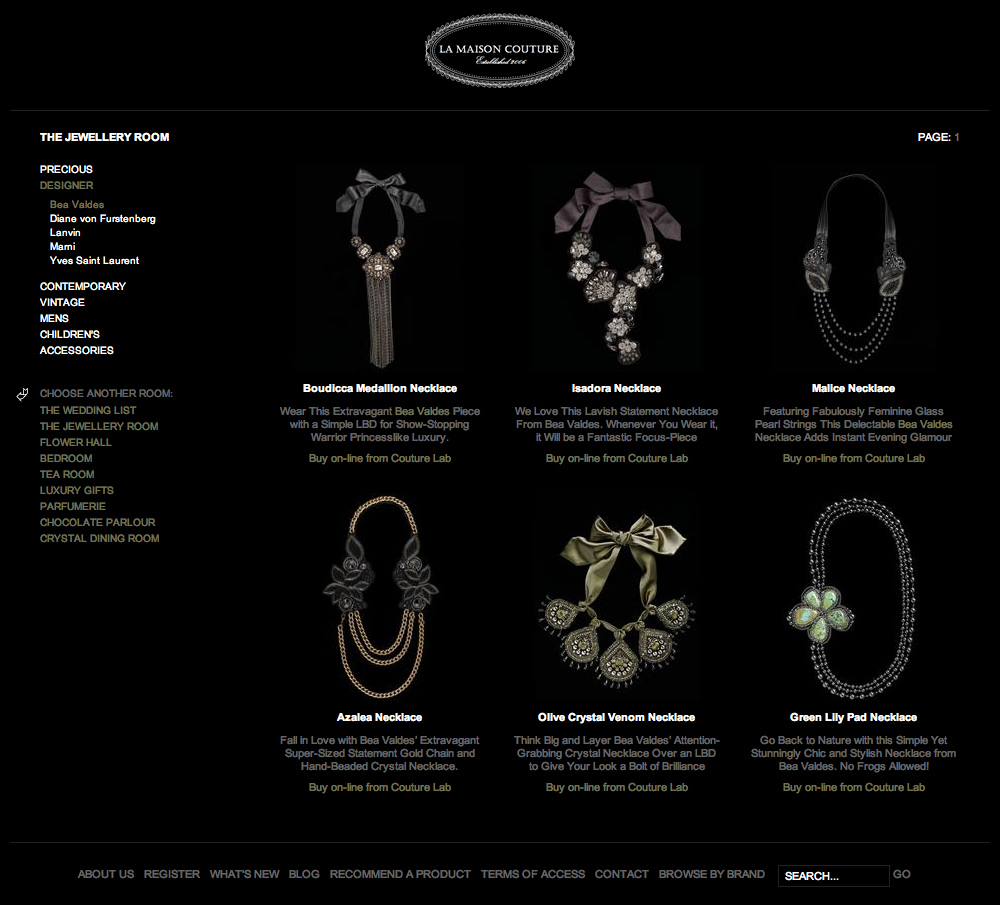 LA MAISON COUTURE
Established 2006
THE JEWELLERY ROOM
PAGE: 1
PRECIOUS
DESIGNER
Bea Valdes
Diane von Furstenberg
Lanvin
Marni
Yves Saint Laurent
CONTEMPORARY
VINTAGE
MENS
CHILDREN'S
ACCESSORIES
CHOOSE ANOTHER ROOM:
THE WEDDING LIST
THE JEWELLERY ROOM
FLOWER HALL
BEDROOM
TEA ROOM
LUXURY GIFTS
PARFUMERIE
CHOCOLATE PARLOUR
CRYSTAL DINING ROOM
Boudicca Medallion Necklace
Wear This Extravagant Bea Valdes Piece
with a Simple LBD for Show-Stopping
Warrior Princesslike Luxury.
Buy on-line from Couture Lab
Isadora Necklace
We Love This Lavish Statement Necklace
From Bea Valdes. Whenever You Wear it,
it Will be a Fantastic Focus-Piece
Buy on-line from Couture Lab
Malice Necklace
Featuring Fabulously Feminine Glass
Pearl Strings This Delectable Bea Valdes
Necklace Adds Instant Evening Glamour
Buy on-line from Couture Lab
Azalea Necklace
Fall in Love with Bea Valdes' Extravagant
Super-Sized Statement Gold Chain and
Hand-Beaded Crystal Necklace.
Buy on-line from Couture Lab
Olive Crystal Venom Necklace
Think Big and Layer Bea Valdes' Attention-
Grabbing Crystal Necklace Over an LBD
to Give Your Look a Bolt of Brilliance
Buy on-line from Couture Lab
Green Lily Pad Necklace
Go Back to Nature with this Simple Yet
Stunningly Chic and Stylish Necklace from
Bea Valdes. No Frogs Allowed!
Buy on-line from Couture Lab
ABOUT US REGISTER WHAT'S NEW BLOG RECOMMEND A PRODUCT TERMS OF ACCESS CONTACT BROWSE BY BRAND SEARCH... GO